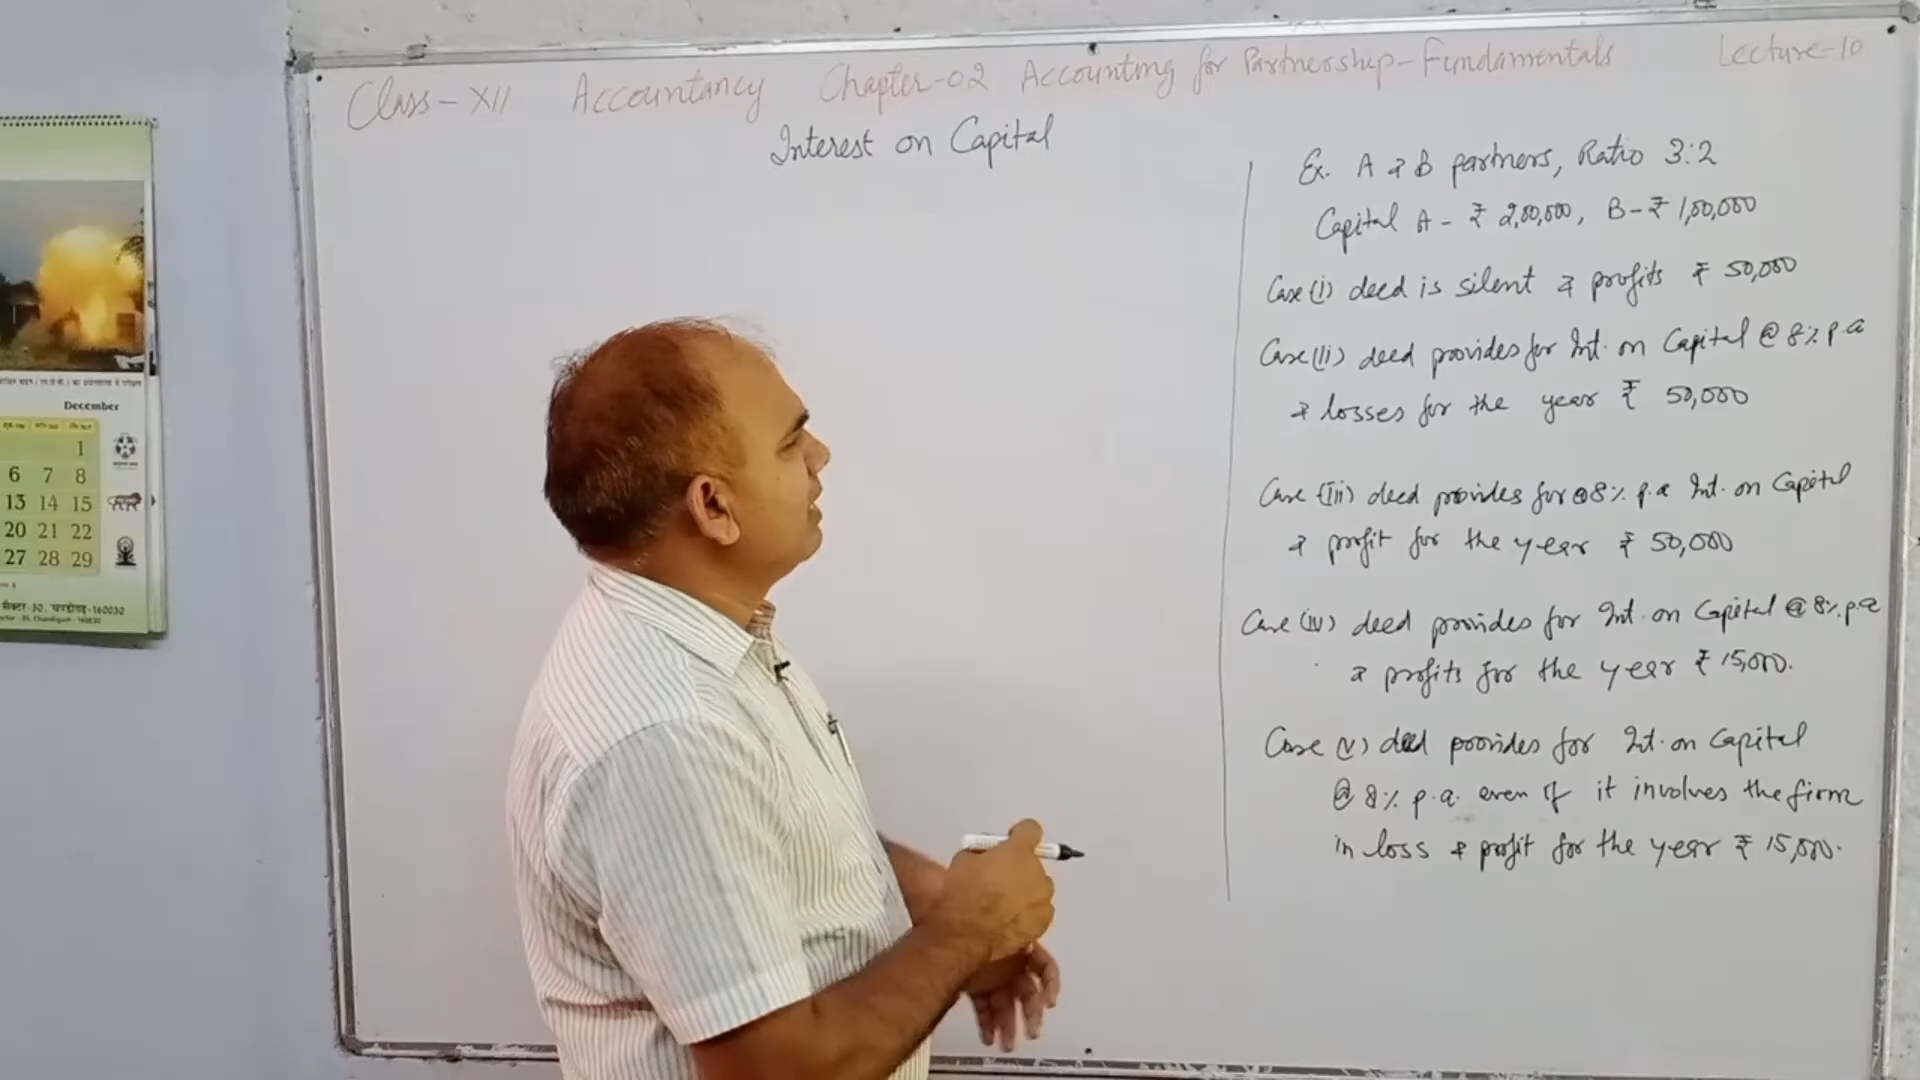 Class-XII Accountancy Chapter-02 Accounting for Partnership-Fundamentals Lecture-10
Interest on Capital
Ex. A & B partners, Ratio 3:2
Capital A - ₹ 2,00,000, B - ₹ 1,00,000
Case (i) deed is silent & profits ₹ 50,000
Case (ii) deed provides for Int. on Capital @ 8% p.a
& losses for the year ₹ 50,000
Case (iii) deed provides for @ 8% p.a Int. on Capital
& profit for the year ₹ 50,000
Case (iv) deed provides for Int. on Capital @ 8% p.a
& profits for the year ₹ 15,000.
Case (v) deed provides for Int. on Capital
@ 8% p.a. even if it involves the firm
in loss & profit for the year ₹ 15,000.
December
1
6 7 8
13 14 15
20 21 22
27 28 29
सैक्टर-30, चण्डीगढ़-160030